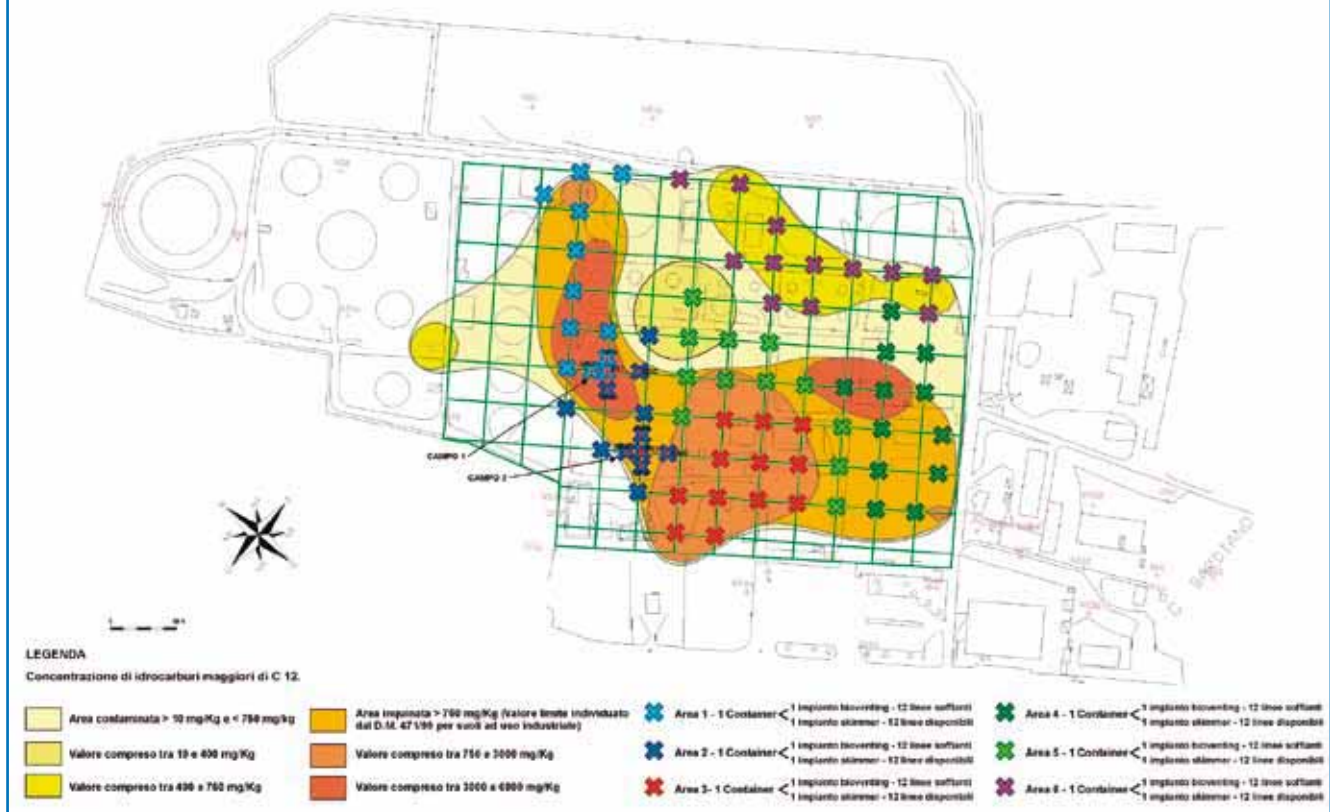 CAMPO 1
CAMPO 2
LEGENDA
Concentrazione di idrocarburi maggiori di C 12.
Area contaminata > 10 mg/Kg e < 750 mg/kg
Valore compreso tra 10 e 400 mg/Kg
Valore compreso tra 400 e 750 mg/Kg
Area inquinata > 750 mg/Kg (Valore limite individuato
dal D.M. 471/99 per suoli ad uso industriale)
Valore compreso tra 750 e 3000 mg/Kg
Valore compreso tra 3000 e 6000 mg/Kg
Area 1 - 1 Container < 1 impianto bioventing - 12 linee soffianti
1 impianto skimmer - 12 linee disponibili
Area 2 - 1 Container < 1 impianto bioventing - 12 linee soffianti
1 impianto skimmer - 12 linee disponibili
Area 3- 1 Container < 1 impianto bioventing - 12 linee soffianti
1 impianto skimmer - 12 linee disponibili
Area 4 - 1 Container < 1 impianto bioventing - 12 linee soffianti
1 impianto skimmer - 12 linee disponibili
Area 5 - 1 Container < 1 impianto bioventing - 12 linee soffianti
1 impianto skimmer - 12 linee disponibili
Area 6 - 1 Container < 1 impianto bioventing - 12 linee soffianti
1 impianto skimmer - 12 linee disponibili